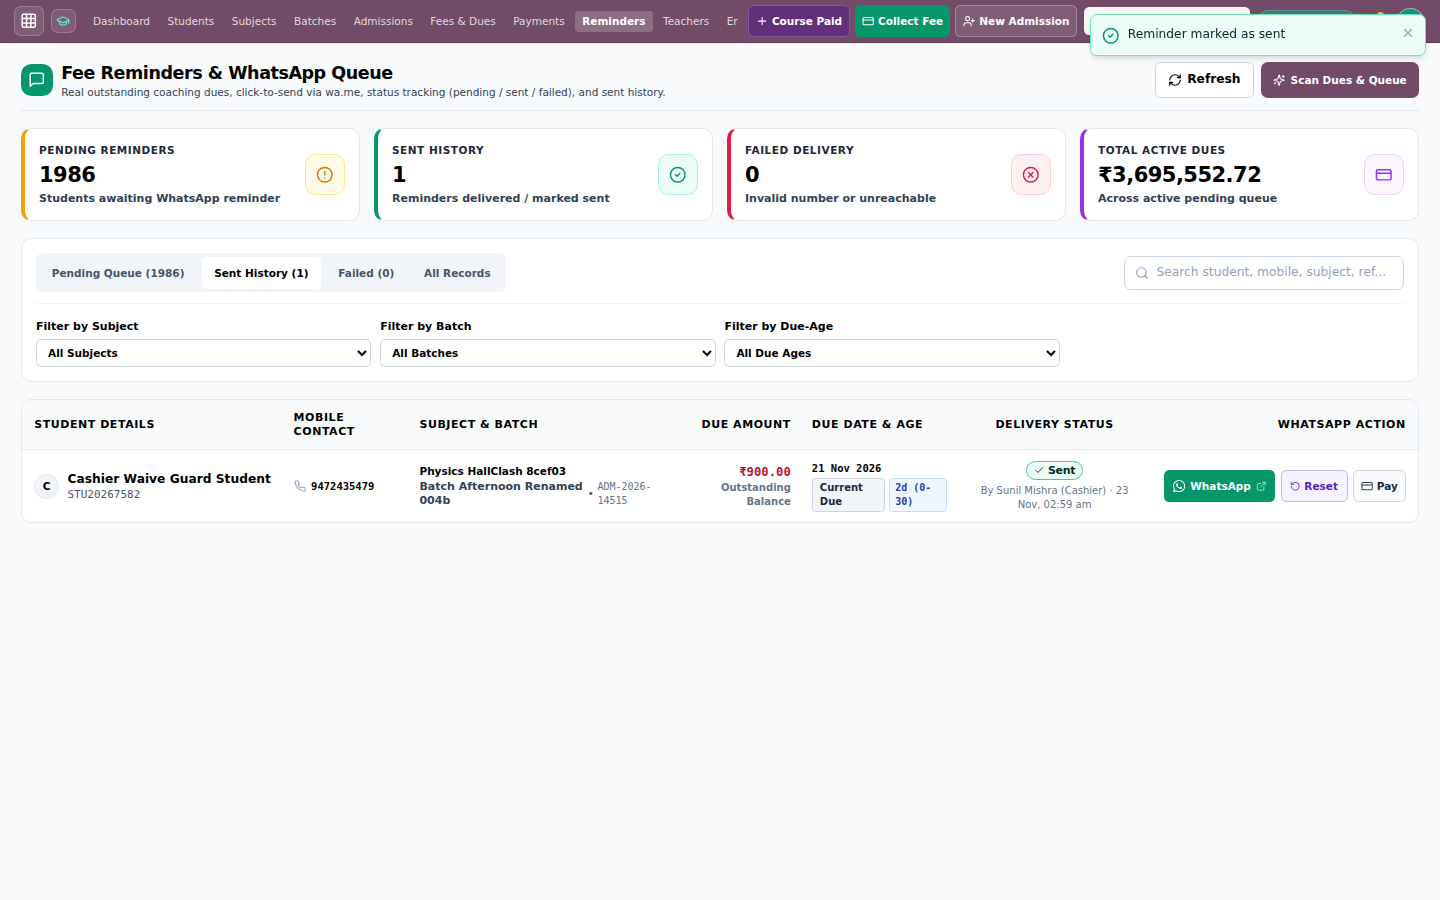 Dashboard Students Subjects Batches Admissions Fees & Dues Payments Reminders Teachers Er
Course Paid Collect Fee New Admission
Reminder marked as sent
Fee Reminders & WhatsApp Queue
Real outstanding coaching dues, click-to-send via wa.me, status tracking (pending / sent / failed), and sent history.
Refresh Scan Dues & Queue
PENDING REMINDERS
1986
Students awaiting WhatsApp reminder
SENT HISTORY
1
Reminders delivered / marked sent
FAILED DELIVERY
0
Invalid number or unreachable
TOTAL ACTIVE DUES
₹3,695,552.72
Across active pending queue
Pending Queue (1986) Sent History (1) Failed (0) All Records
Search student, mobile, subject, ref...
Filter by Subject
All Subjects
Filter by Batch
All Batches
Filter by Due-Age
All Due Ages
STUDENT DETAILS
MOBILE
CONTACT
SUBJECT & BATCH
DUE AMOUNT
DUE DATE & AGE
DELIVERY STATUS
WHATSAPP ACTION
C
Cashier Waive Guard Student
STU20267582
9472435479
Physics HallClash 8cef03
Batch Afternoon Renamed
004b
• ADM-2026-
14515
₹900.00
Outstanding
Balance
21 Nov 2026
Current
Due
2d (0-
30)
Sent
By Sunil Mishra (Cashier) · 23
Nov, 02:59 am
WhatsApp Reset Pay